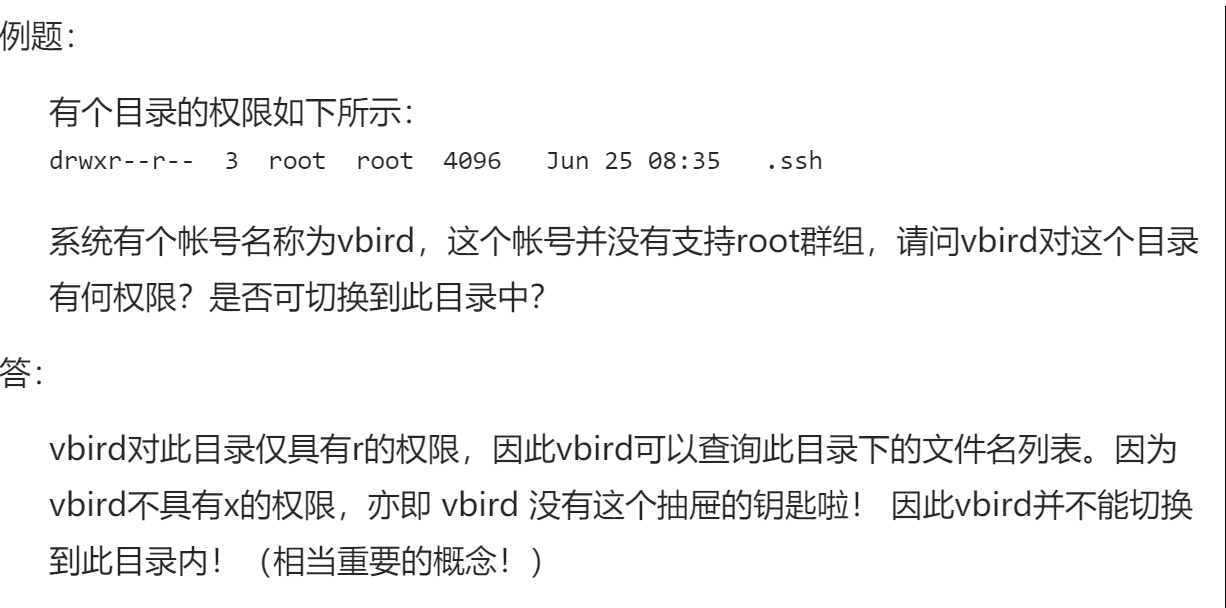 例题：
有个目录的权限如下所示：
drwxr--r--  3  root  root  4096   Jun 25 08:35   .ssh
系统有个帐号名称为vbird，这个帐号并没有支持root群组，请问vbird对这个目录
有何权限？是否可切换到此目录中？
答：
vbird对此目录仅具有r的权限，因此vbird可以查询此目录下的文件名列表。因为
vbird不具有x的权限，亦即 vbird 没有这个抽屉的钥匙啦！ 因此vbird并不能切换
到此目录内！（相当重要的概念！）